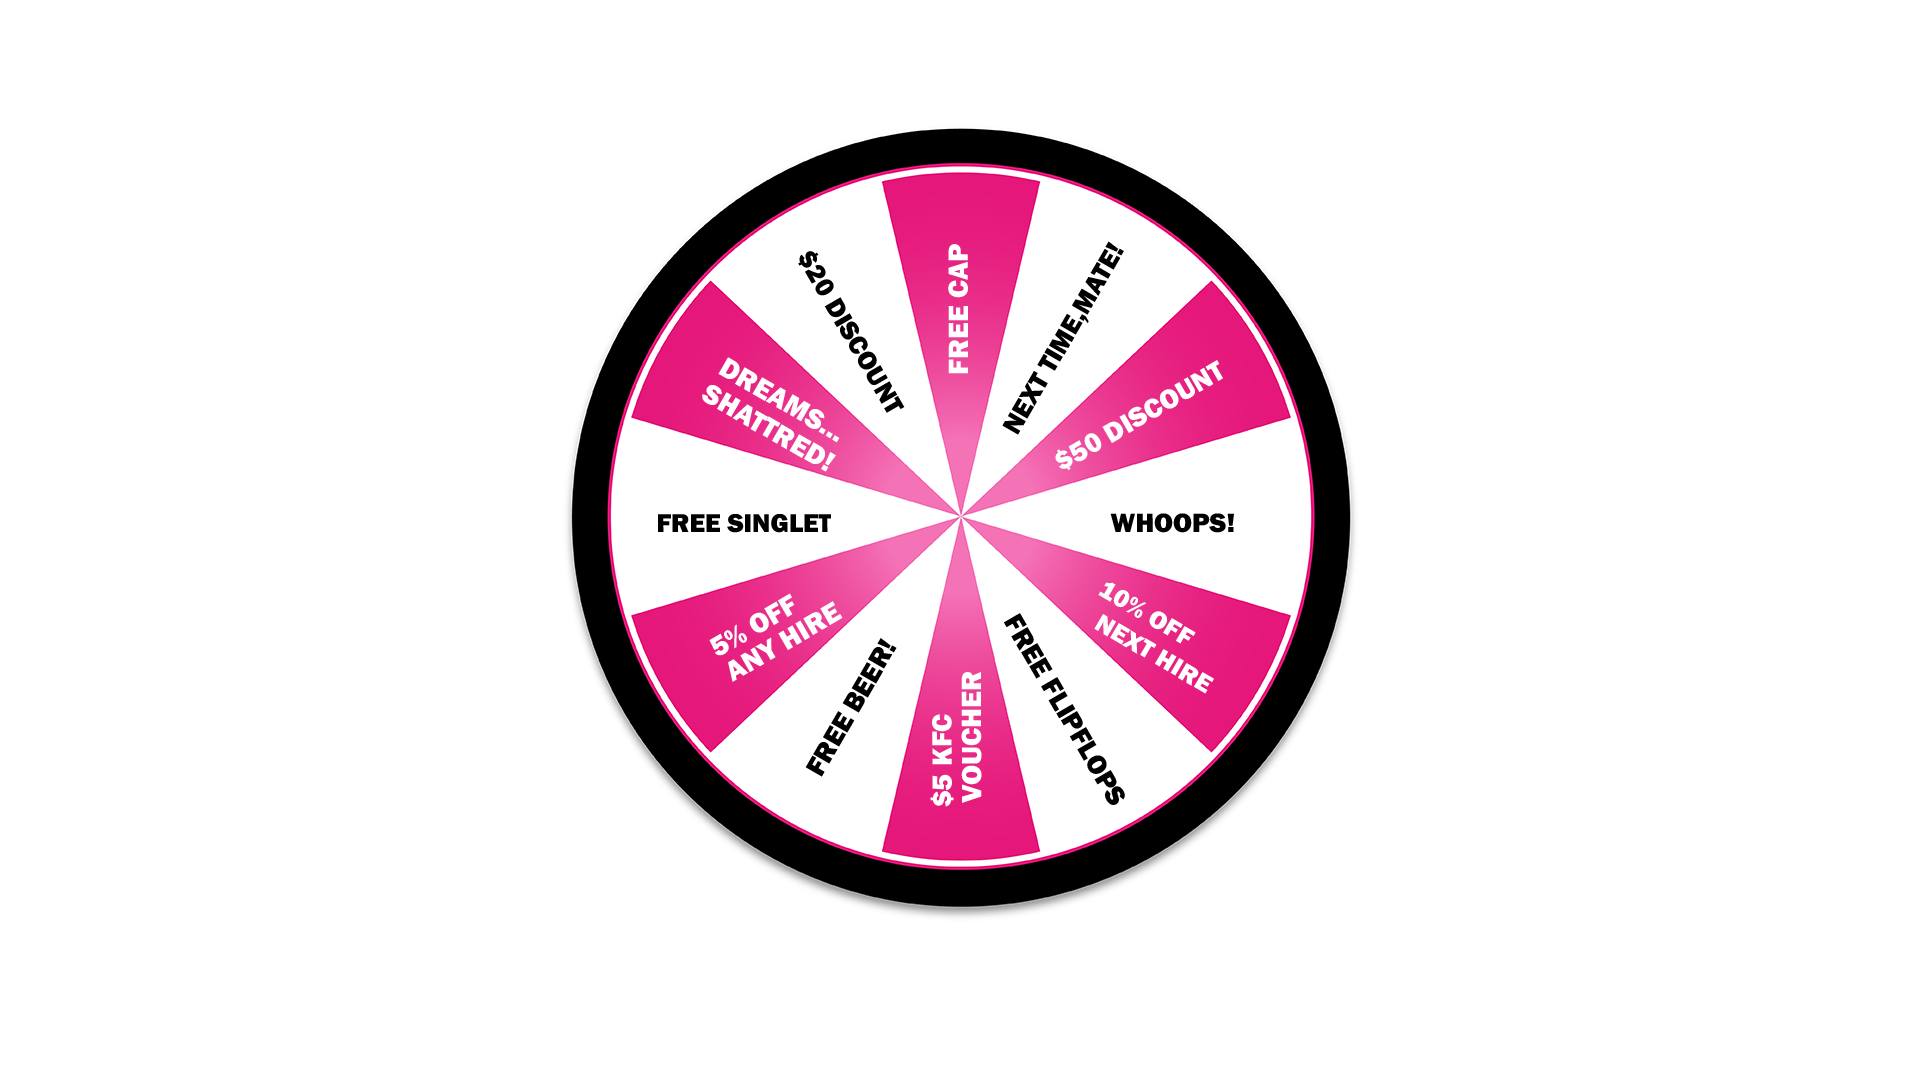 FREE CAP
NEXT TIME,MATE!
$50 DISCOUNT
WHOOPS!
10% OFF
NEXT HIRE
FREE FLIPFLOPS
$5 KFC
VOUCHER
FREE BEER!
5% OFF
ANY HIRE
FREE SINGLET
DREAMS...
SHATTRED!
$20 DISCOUNT